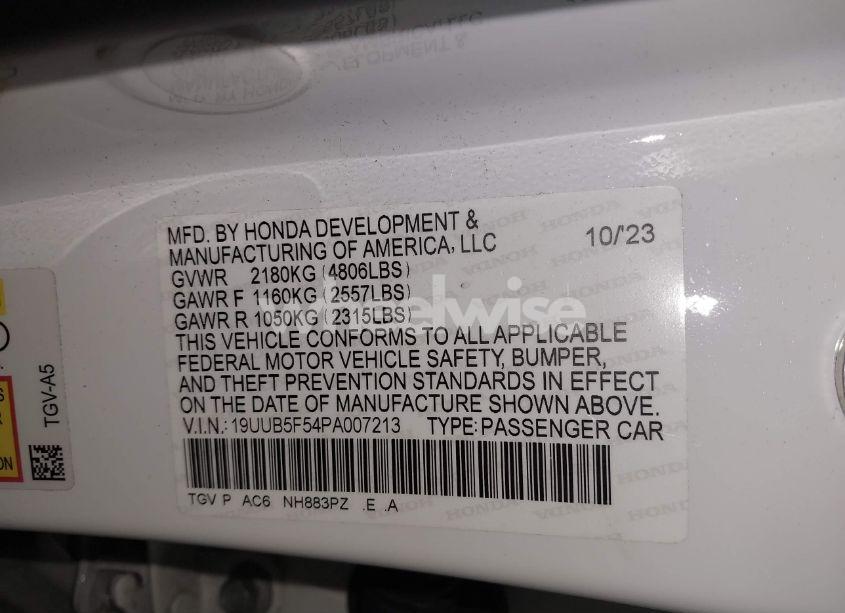 MFD. BY HONDA DEVELOPMENT &
MANUFACTURING OF AMERICA, LLC 10/'23
GVWR 2180KG (4806LBS)
GAWR F 1160KG (2557LBS)
GAWR R 1050KG (2315LBS)
THIS VEHICLE CONFORMS TO ALL APPLICABLE
FEDERAL MOTOR VEHICLE SAFETY, BUMPER,
AND THEFT PREVENTION STANDARDS IN EFFECT
ON THE DATE OF MANUFACTURE SHOWN ABOVE.
V.I.N.: 19UUB5F54PA007213 TYPE: PASSENGER CAR
TGV P AC6 NH883PZ .E .A
TGV-A5
wheelwise